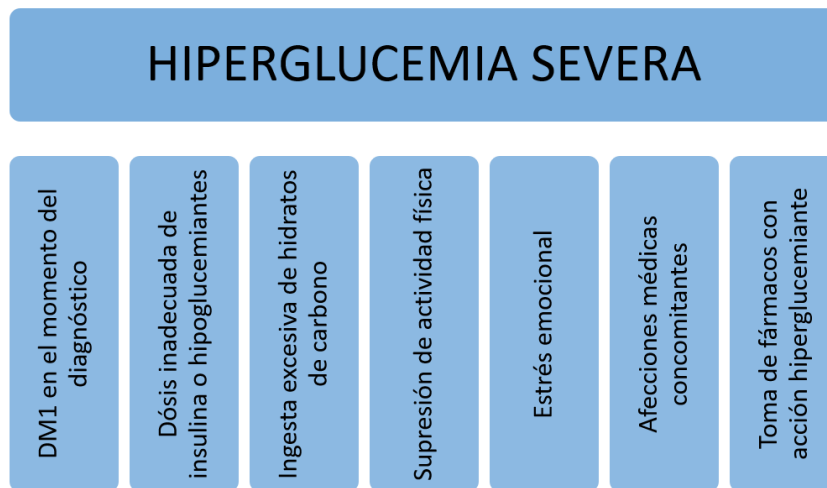 HIPERGLUCEMIA SEVERA
DM1 en el momento del
diagnóstico
Dósis inadecuada de
insulina o hipoglucemiantes
Ingesta excesiva de hidratos
de carbono
Supresión de actividad física
Estrés emocional
Afecciones médicas
concomitantes
Toma de fármacos con
acción hiperglucemiante